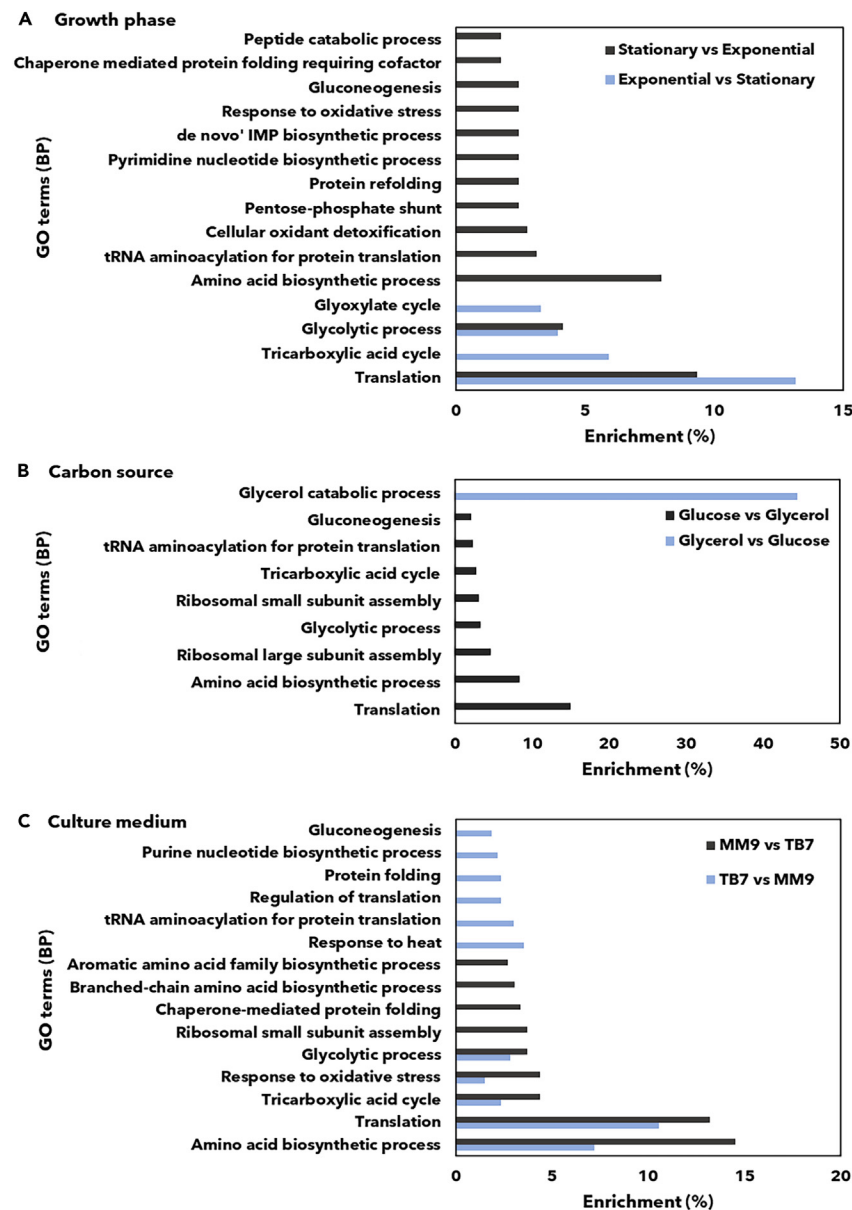 A Growth phase
Peptide catabolic process
Chaperone mediated protein folding requiring cofactor
Gluconeogenesis
Response to oxidative stress
de novo' IMP biosynthetic process
Pyrimidine nucleotide biosynthetic process
Protein refolding
Pentose-phosphate shunt
Cellular oxidant detoxification
tRNA aminoacylation for protein translation
Amino acid biosynthetic process
Glyoxylate cycle
Glycolytic process
Tricarboxylic acid cycle
Translation
GO terms (BP)
Stationary vs Exponential
Exponential vs Stationary
0 5 10 15
Enrichment (%)
B Carbon source
Glycerol catabolic process
Gluconeogenesis
tRNA aminoacylation for protein translation
Tricarboxylic acid cycle
Ribosomal small subunit assembly
Glycolytic process
Ribosomal large subunit assembly
Amino acid biosynthetic process
Translation
GO terms (BP)
Glucose vs Glycerol
Glycerol vs Glucose
0 10 20 30 40 50
Enrichment (%)
C Culture medium
Gluconeogenesis
Purine nucleotide biosynthetic process
Protein folding
Regulation of translation
tRNA aminoacylation for protein translation
Response to heat
Aromatic amino acid family biosynthetic process
Branched-chain amino acid biosynthetic process
Chaperone-mediated protein folding
Ribosomal small subunit assembly
Glycolytic process
Response to oxidative stress
Tricarboxylic acid cycle
Translation
Amino acid biosynthetic process
GO terms (BP)
MM9 vs TB7
TB7 vs MM9
0 5 10 15 20
Enrichment (%)